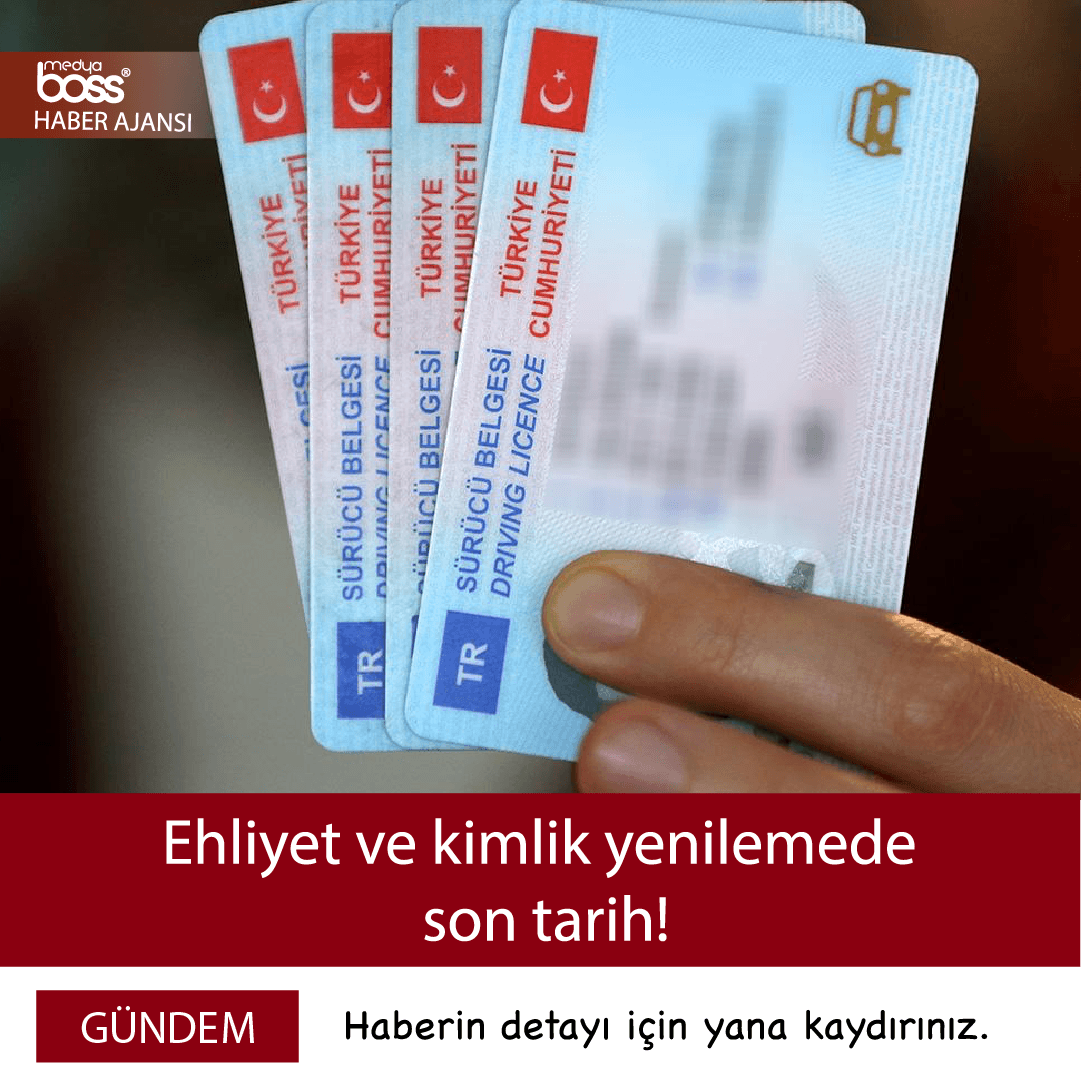 medya
boss®
HABER AJANSI
TÜRKİYE
CUMHURİYETİ
SÜRÜCÜ BELGESİ
DRIVING LICENCE
TR
TÜRKİYE
CUMHURİYETİ
SÜRÜCÜ BELGESİ
TÜRKİYE
CUMHURİYETİ
SÜRÜCÜ BELGESİ
DRIVING LICENCE
TR
TÜRKİYE
Ehliyet ve kimlik yenilemede
son tarih!
GÜNDEM
Haberin detayı için yana kaydırınız.